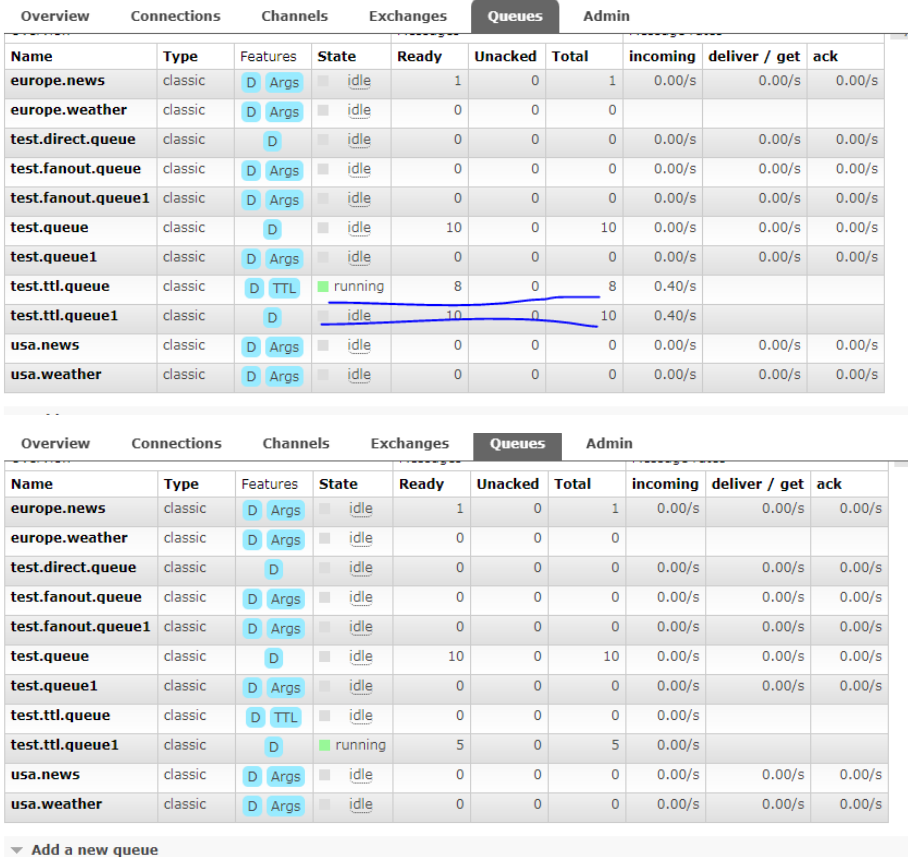 Overview Connections Channels Exchanges Queues Admin
Name Type Features State Ready Unacked Total incoming deliver / get ack
europe.news classic D Args idle 1 0 1 0.00/s 0.00/s 0.00/s
europe.weather classic D Args idle 0 0 0
test.direct.queue classic D idle 0 0 0 0.00/s 0.00/s 0.00/s
test.fanout.queue classic D Args idle 0 0 0 0.00/s 0.00/s 0.00/s
test.fanout.queue1 classic D Args idle 0 0 0 0.00/s 0.00/s 0.00/s
test.queue classic D idle 10 0 10 0.00/s 0.00/s 0.00/s
test.queue1 classic D Args idle 0 0 0 0.00/s 0.00/s 0.00/s
test.ttl.queue classic D TTL running 8 0 8 0.40/s
test.ttl.queue1 classic D idle 10 0 10 0.40/s
usa.news classic D Args idle 0 0 0 0.00/s 0.00/s 0.00/s
usa.weather classic D Args idle 0 0 0 0.00/s 0.00/s 0.00/s
Overview Connections Channels Exchanges Queues Admin
Name Type Features State Ready Unacked Total incoming deliver / get ack
europe.news classic D Args idle 1 0 1 0.00/s 0.00/s 0.00/s
europe.weather classic D Args idle 0 0 0
test.direct.queue classic D idle 0 0 0 0.00/s 0.00/s 0.00/s
test.fanout.queue classic D Args idle 0 0 0 0.00/s 0.00/s 0.00/s
test.fanout.queue1 classic D Args idle 0 0 0 0.00/s 0.00/s 0.00/s
test.queue classic D idle 10 0 10 0.00/s 0.00/s 0.00/s
test.queue1 classic D Args idle 0 0 0 0.00/s 0.00/s 0.00/s
test.ttl.queue classic D TTL idle 0 0 0 0.00/s
test.ttl.queue1 classic D running 5 0 5 0.00/s
usa.news classic D Args idle 0 0 0 0.00/s 0.00/s 0.00/s
usa.weather classic D Args idle 0 0 0 0.00/s 0.00/s 0.00/s
Add a new queue